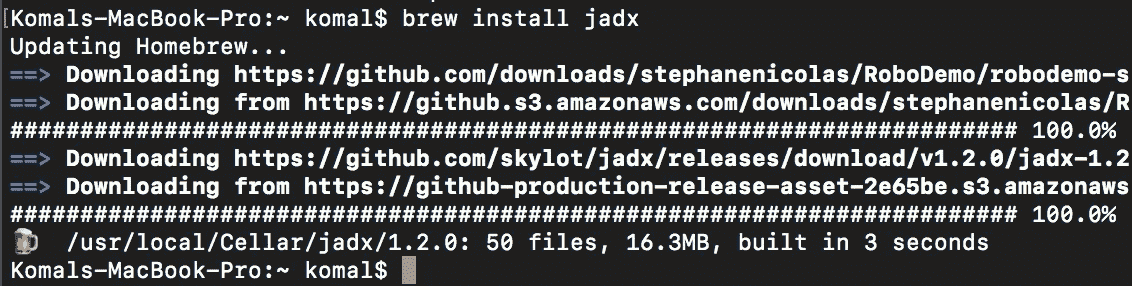 Komals-MacBook-Pro:~ komal$ brew install jadx
Updating Homebrew...
==> Downloading https://github.com/downloads/stephanenicolas/RoboDemo/robodemo-s
==> Downloading from https://github.s3.amazonaws.com/downloads/stephanenicolas/R
######################################################################## 100.0%
==> Downloading https://github.com/skylot/jadx/releases/download/v1.2.0/jadx-1.2
==> Downloading from https://github-production-release-asset-2e65be.s3.amazonaws
######################################################################## 100.0%
🍺  /usr/local/Cellar/jadx/1.2.0: 50 files, 16.3MB, built in 3 seconds
Komals-MacBook-Pro:~ komal$